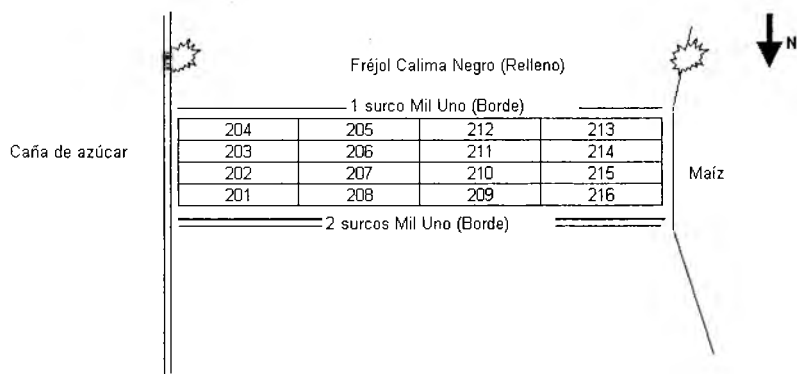 N
Fréjol Calima Negro (Relleno)
1 surco Mil Uno (Borde)
204 205 212 213
203 206 211 214
202 207 210 215
201 208 209 216
Caña de azúcar
Maíz
2 surcos Mil Uno (Borde)